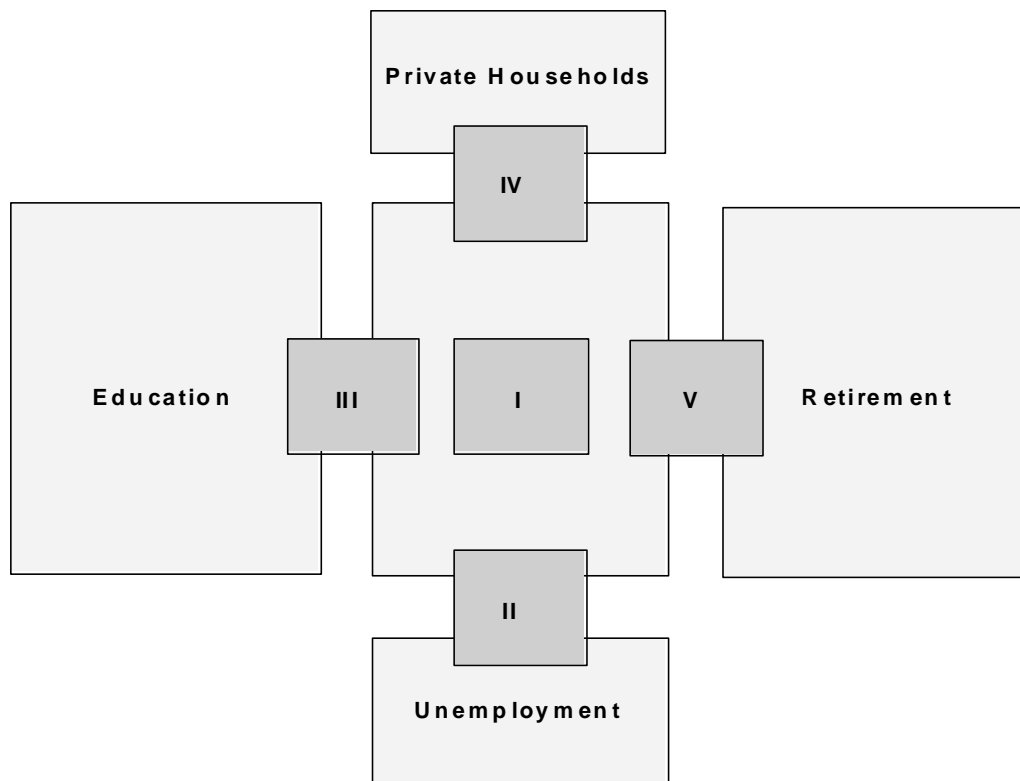 Private Households
IV
Education
III
I
V
Retirement
II
Unemployment